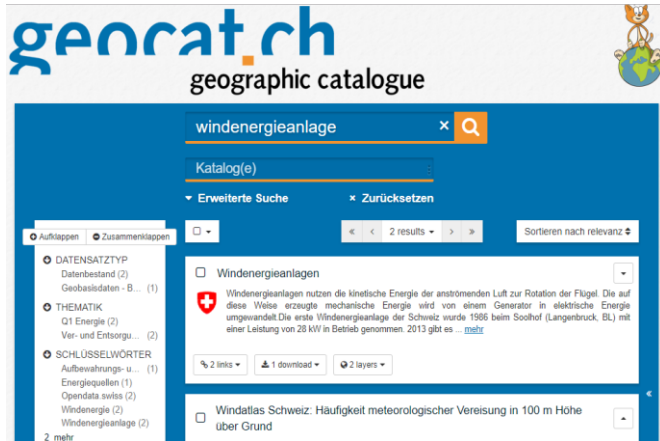 geocat.ch
geographic catalogue
windenergieanlage ×
Katalog(e)
Erweiterte Suche × Zurücksetzen
Aufklappen Zusammenklappen
« < 2 results > »
Sortieren nach relevanz
DATENSATZTYP
Datenbestand (2)
Geobasisdaten - B... (1)
THEMATIK
Q1 Energie (2)
Ver- und Entsorgu... (2)
SCHLÜSSELWÖRTER
Aufbewahrungs- u... (1)
Energiequellen (1)
Opendata swiss (2)
Windenergie (2)
Windenergieanlage (2)
2 mehr
Windenergieanlagen
Windenergieanlagen nutzen die kinetische Energie der anströmenden Luft zur Rotation der Flügel. Die auf
diese Weise erzeugte mechanische Energie wird von einem Generator in elektrische Energie
umgewandelt.Die erste Windenergieanlage der Schweiz wurde 1986 beim Soolhof (Langenbruck, BL) mit
einer Leistung von 28 kW in Betrieb genommen. 2013 gibt es ... mehr
2 links 1 download 2 layers
Windatlas Schweiz: Häufigkeit meteorologischer Vereisung in 100 m Höhe
über Grund
«